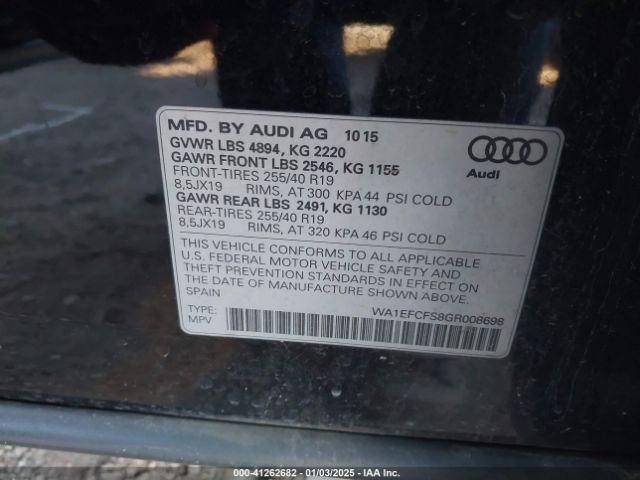 MFD. BY AUDI AG 10 15
GVWR LBS 4894, KG 2220
GAWR FRONT LBS 2546, KG 1155
FRONT-TIRES 255/40 R19
8,5JX19 RIMS, AT 300 KPA 44 PSI COLD
GAWR REAR LBS 2491, KG 1130
REAR-TIRES 255/40 R19
8,5JX19 RIMS, AT 320 KPA 46 PSI COLD
Audi
THIS VEHICLE CONFORMS TO ALL APPLICABLE
U.S. FEDERAL MOTOR VEHICLE SAFETY AND
THEFT PREVENTION STANDARDS IN EFFECT ON
THE DATE OF MANUFACTURE SHOWN ABOVE.
SPAIN
TYPE:
MPV
WA1EFCFS8GR008698
000-41262682 - 01/03/2025 - IAA Inc.